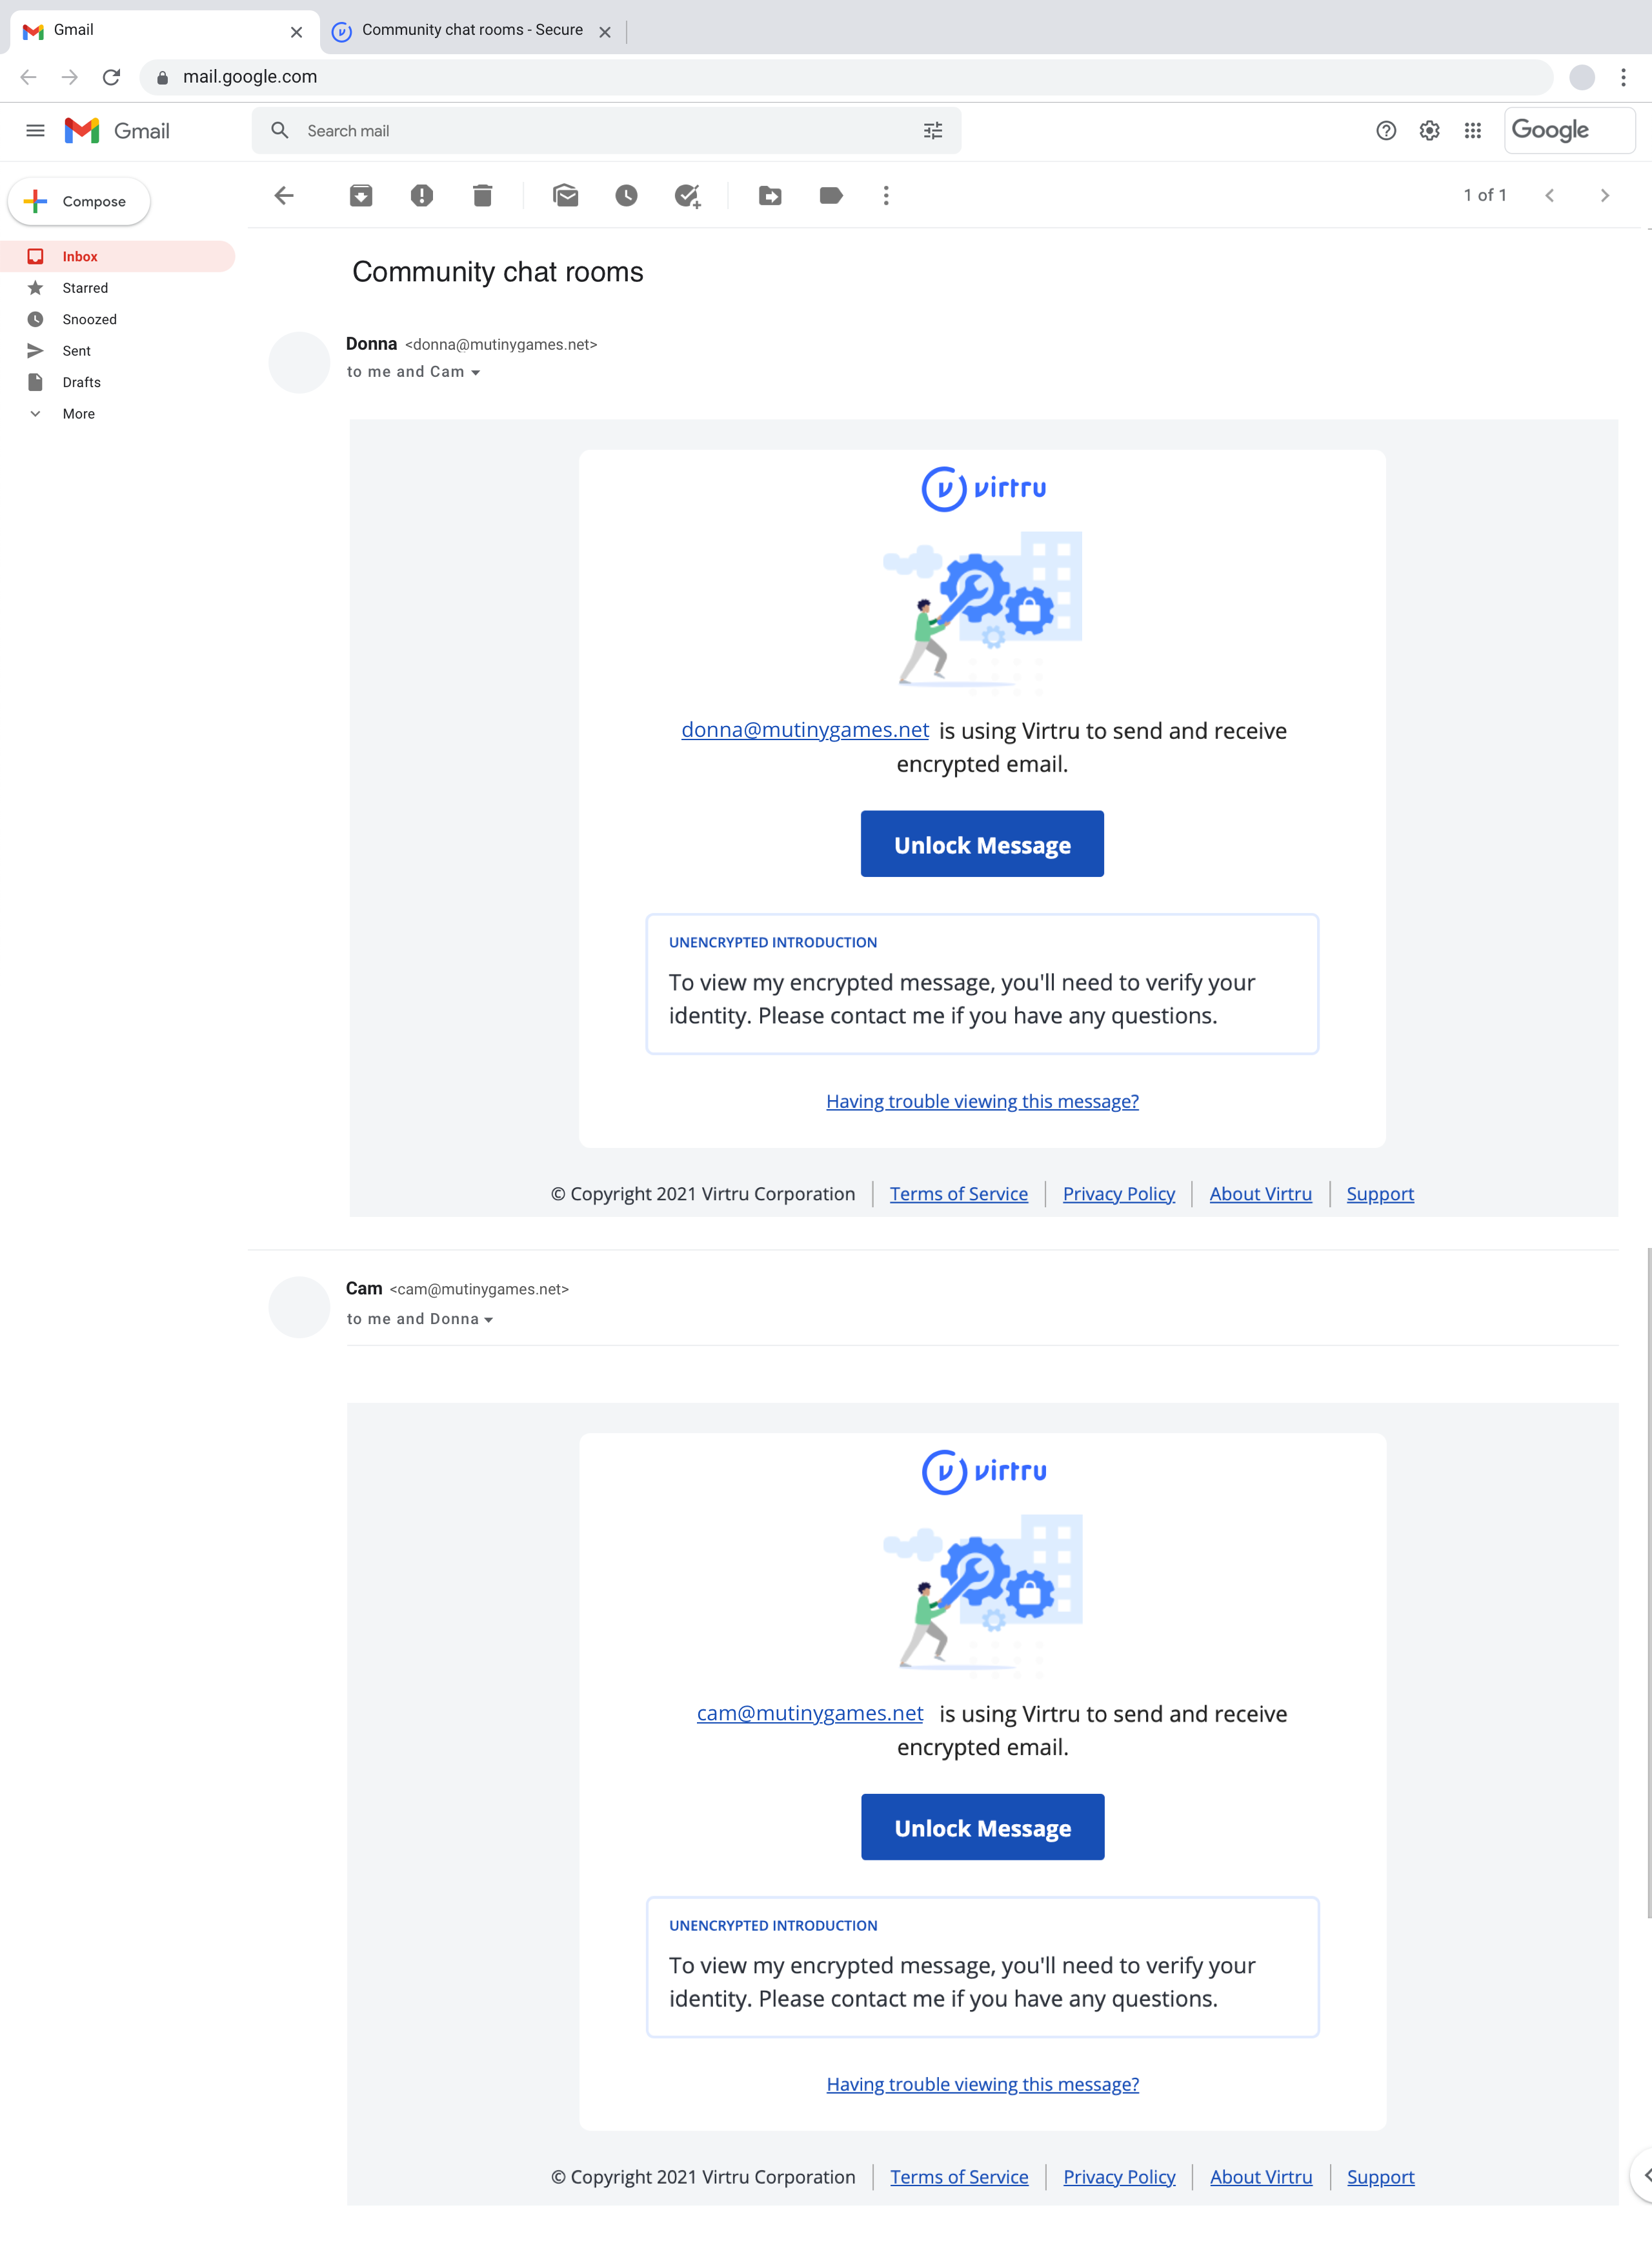 Gmail
Community chat rooms - Secure
mail.google.com
Gmail
Search mail
Google
Compose
1 of 1
Inbox
Starred
Snoozed
Sent
Drafts
More
Community chat rooms
Donna <donna@mutinygames.net>
to me and Cam
virtru
donna@mutinygames.net is using Virtru to send and receive
encrypted email.
Unlock Message
UNENCRYPTED INTRODUCTION
To view my encrypted message, you'll need to verify your
identity. Please contact me if you have any questions.
Having trouble viewing this message?
© Copyright 2021 Virtru Corporation | Terms of Service | Privacy Policy | About Virtru | Support
Cam <cam@mutinygames.net>
to me and Donna
virtru
cam@mutinygames.net is using Virtru to send and receive
encrypted email.
Unlock Message
UNENCRYPTED INTRODUCTION
To view my encrypted message, you'll need to verify your
identity. Please contact me if you have any questions.
Having trouble viewing this message?
© Copyright 2021 Virtru Corporation | Terms of Service | Privacy Policy | About Virtru | Support